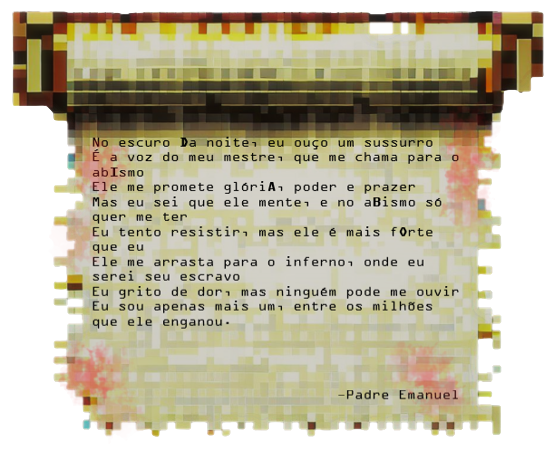 No escuro Da noite, eu ouço um sussurro
É a voz do meu mestre, que me chama para o
abIsmo
Ele me promete glóriA, poder e prazer
Mas eu sei que ele mente, e no aBismo só
quer me ter
Eu tento resistir, mas ele é mais fOrte
que eu
Ele me arrasta para o inferno, onde eu
serei seu escravo
Eu grito de dor, mas ninguém pode me ouvir
Eu sou apenas mais um, entre os milhões
que ele enganou.
-Padre Emanuel